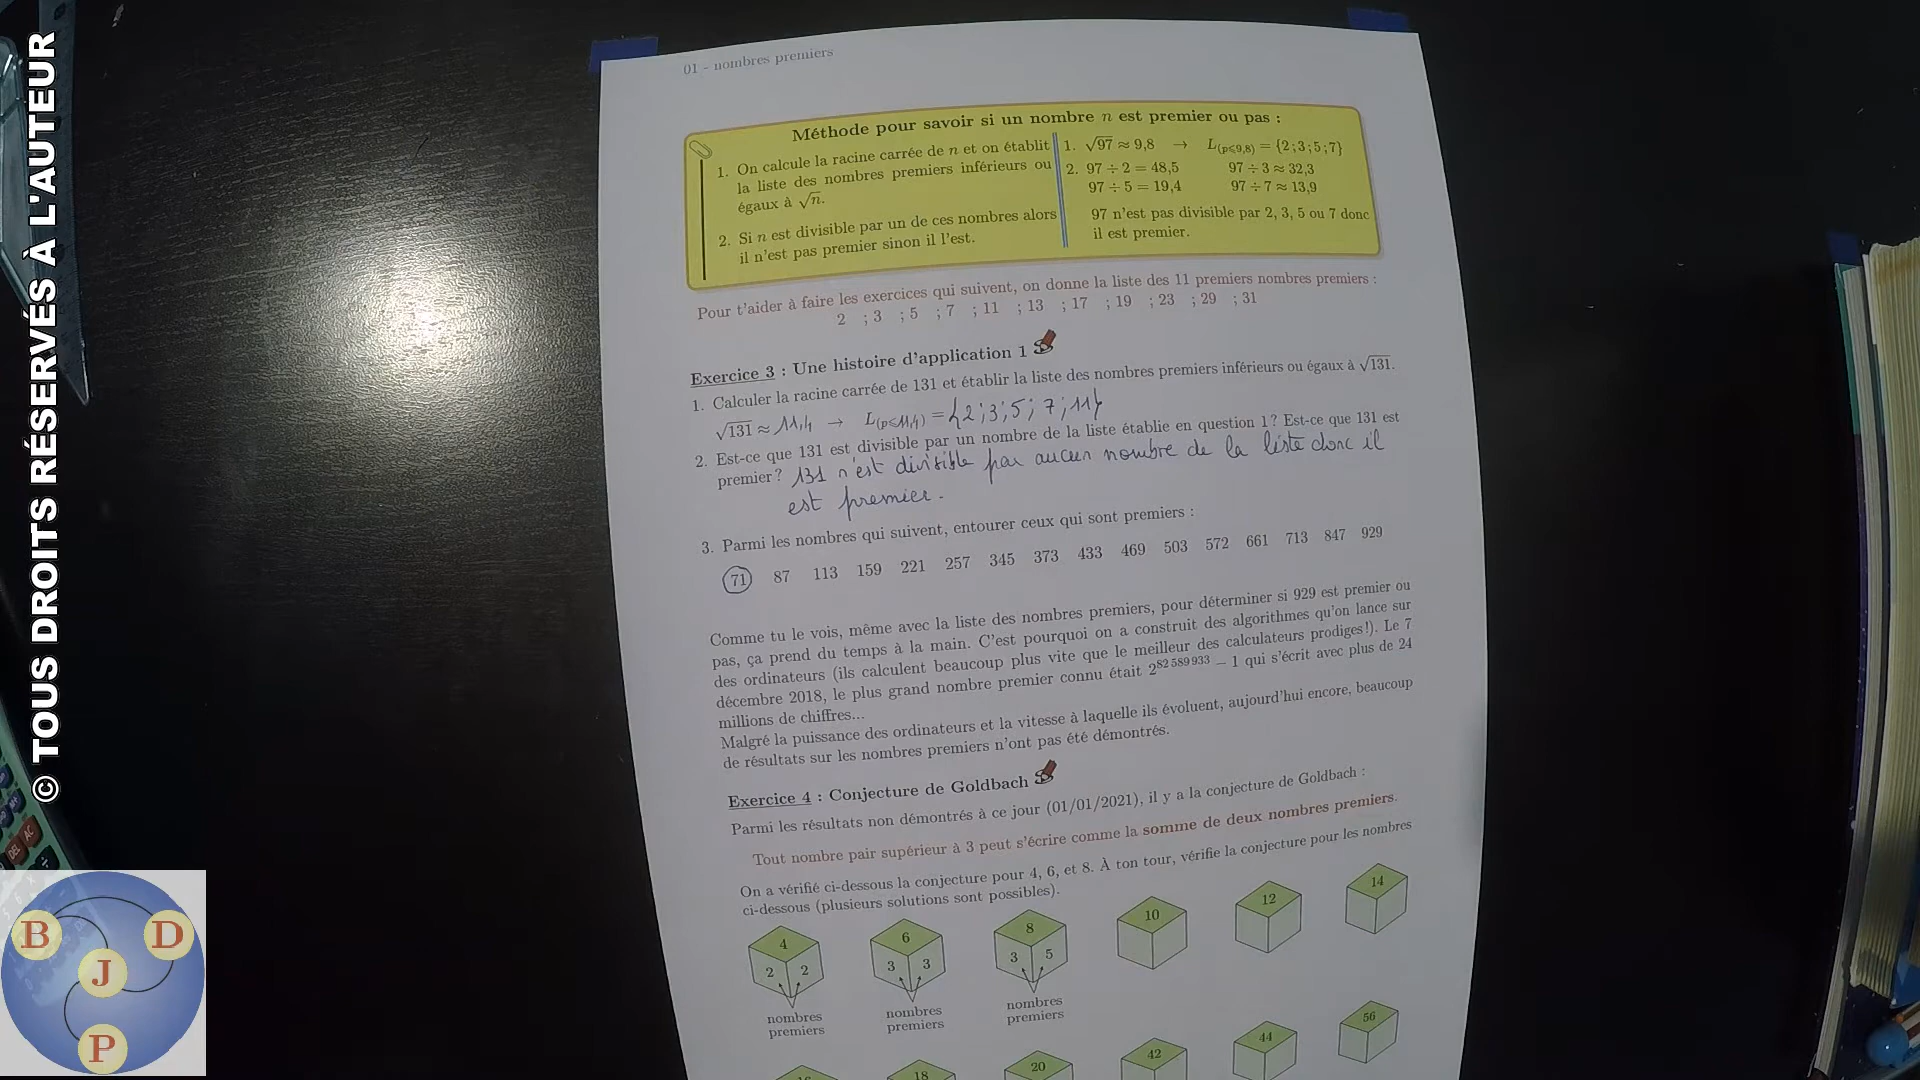 © TOUS DROITS RÉSERVÉS À L'AUTEUR
01 - nombres premiers
Méthode pour savoir si un nombre n est premier ou pas :
1. On calcule la racine carrée de n et on établit
la liste des nombres premiers inférieurs ou
égaux à √n.
2. Si n est divisible par un de ces nombres alors
il n'est pas premier sinon il l'est.
1. √97 ≈ 9,8 → L(p⩽9,8) = {2 ; 3 ; 5 ; 7}
2. 97 ÷ 2 = 48,5 97 ÷ 3 ≈ 32,3
97 ÷ 5 = 19,4 97 ÷ 7 ≈ 13,9
97 n'est pas divisible par 2, 3, 5 ou 7 donc
il est premier.
Pour t'aider à faire les exercices qui suivent, on donne la liste des 11 premiers nombres premiers :
2 ; 3 ; 5 ; 7 ; 11 ; 13 ; 17 ; 19 ; 23 ; 29 ; 31
Exercice 3 : Une histoire d'application 1
1. Calculer la racine carrée de 131 et établir la liste des nombres premiers inférieurs ou égaux à √131.
√131 ≈ 11,4 → L(p⩽11,4) = {2 ; 3 ; 5 ; 7 ; 11}
2. Est-ce que 131 est divisible par un nombre de la liste établie en question 1 ? Est-ce que 131 est
premier ? 131 n'est divisible par aucun nombre de la liste donc il
est premier.
3. Parmi les nombres qui suivent, entourer ceux qui sont premiers :
71 87 113 159 221 257 345 373 433 469 503 572 661 713 847 929
Comme tu le vois, même avec la liste des nombres premiers, pour déterminer si 929 est premier ou
pas, ça prend du temps à la main. C'est pourquoi on a construit des algorithmes qu'on lance sur
des ordinateurs (ils calculent beaucoup plus vite que le meilleur des calculateurs prodiges!). Le 7
décembre 2018, le plus grand nombre premier connu était 2^82 589 933 − 1 qui s'écrit avec plus de 24
millions de chiffres...
Malgré la puissance des ordinateurs et la vitesse à laquelle ils évoluent, aujourd'hui encore, beaucoup
de résultats sur les nombres premiers n'ont pas été démontrés.
Exercice 4 : Conjecture de Goldbach
Parmi les résultats non démontrés à ce jour (01/01/2021), il y a la conjecture de Goldbach :
Tout nombre pair supérieur à 3 peut s'écrire comme la somme de deux nombres premiers.
On a vérifié ci-dessous la conjecture pour 4, 6, et 8. À ton tour, vérifie la conjecture pour les nombres
ci-dessous (plusieurs solutions sont possibles).
4 6 8 10 12 14
2 2 3 3 3 5
nombres nombres nombres
premiers premiers premiers
18 20 42 44 56
B D
J
P
AC
DEL